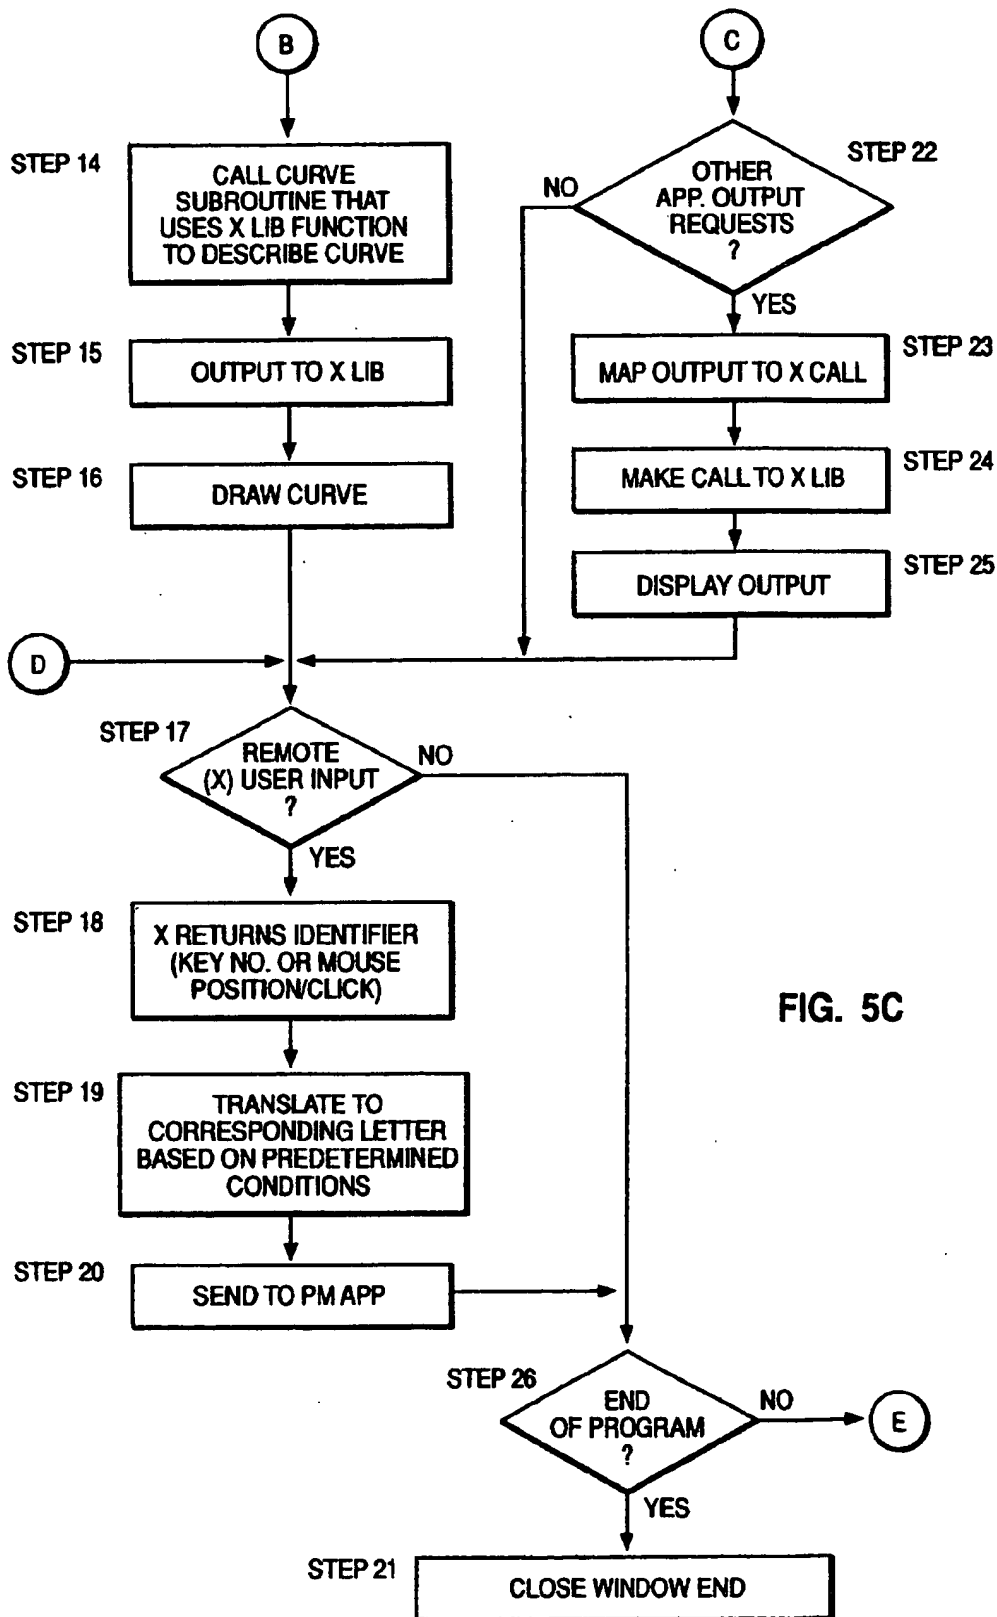 B
STEP 14
CALL CURVE
SUBROUTINE THAT
USES X LIB FUNCTION
TO DESCRIBE CURVE
STEP 15
OUTPUT TO X LIB
STEP 16
DRAW CURVE
C
STEP 22
OTHER
APP. OUTPUT
REQUESTS
?
NO
YES
STEP 23
MAP OUTPUT TO X CALL
STEP 24
MAKE CALL TO X LIB
STEP 25
DISPLAY OUTPUT
D
STEP 17
REMOTE
(X) USER INPUT
?
NO
YES
STEP 18
X RETURNS IDENTIFIER
(KEY NO. OR MOUSE
POSITION/CLICK)
STEP 19
TRANSLATE TO
CORRESPONDING LETTER
BASED ON PREDETERMINED
CONDITIONS
STEP 20
SEND TO PM APP
FIG. 5C
STEP 26
END
OF PROGRAM
?
NO
E
YES
STEP 21
CLOSE WINDOW END